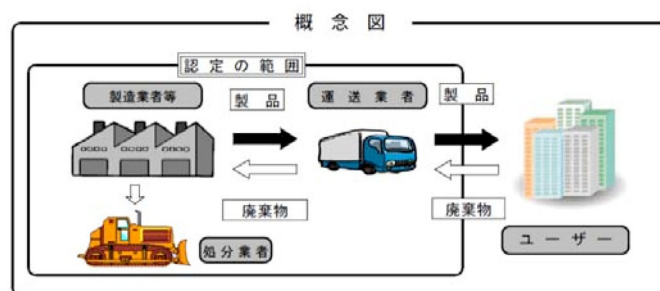 概念図
認定の範囲
製造業者等
製品
運送業者
製品
廃棄物
廃棄物
処分業者
ユーザー